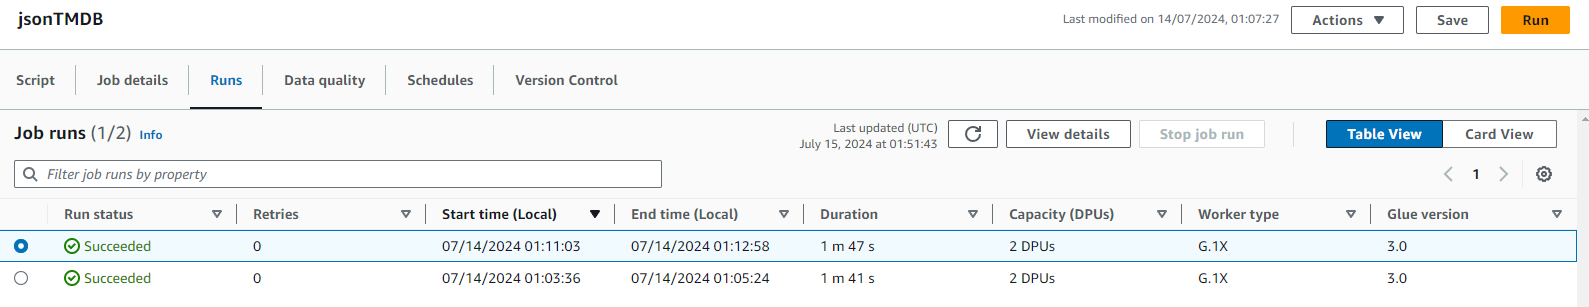 jsonTMDB
Last modified on 14/07/2024, 01:07:27
Actions
Save
Run
Script
Job details
Runs
Data quality
Schedules
Version Control
Job runs (1/2) Info
Last updated (UTC)
July 15, 2024 at 01:51:43
View details
Stop job run
Table View
Card View
Filter job runs by property
1
Run status Retries Start time (Local) End time (Local) Duration Capacity (DPUs) Worker type Glue version
Succeeded 0 07/14/2024 01:11:03 07/14/2024 01:12:58 1 m 47 s 2 DPUs G.1X 3.0
Succeeded 0 07/14/2024 01:03:36 07/14/2024 01:05:24 1 m 41 s 2 DPUs G.1X 3.0